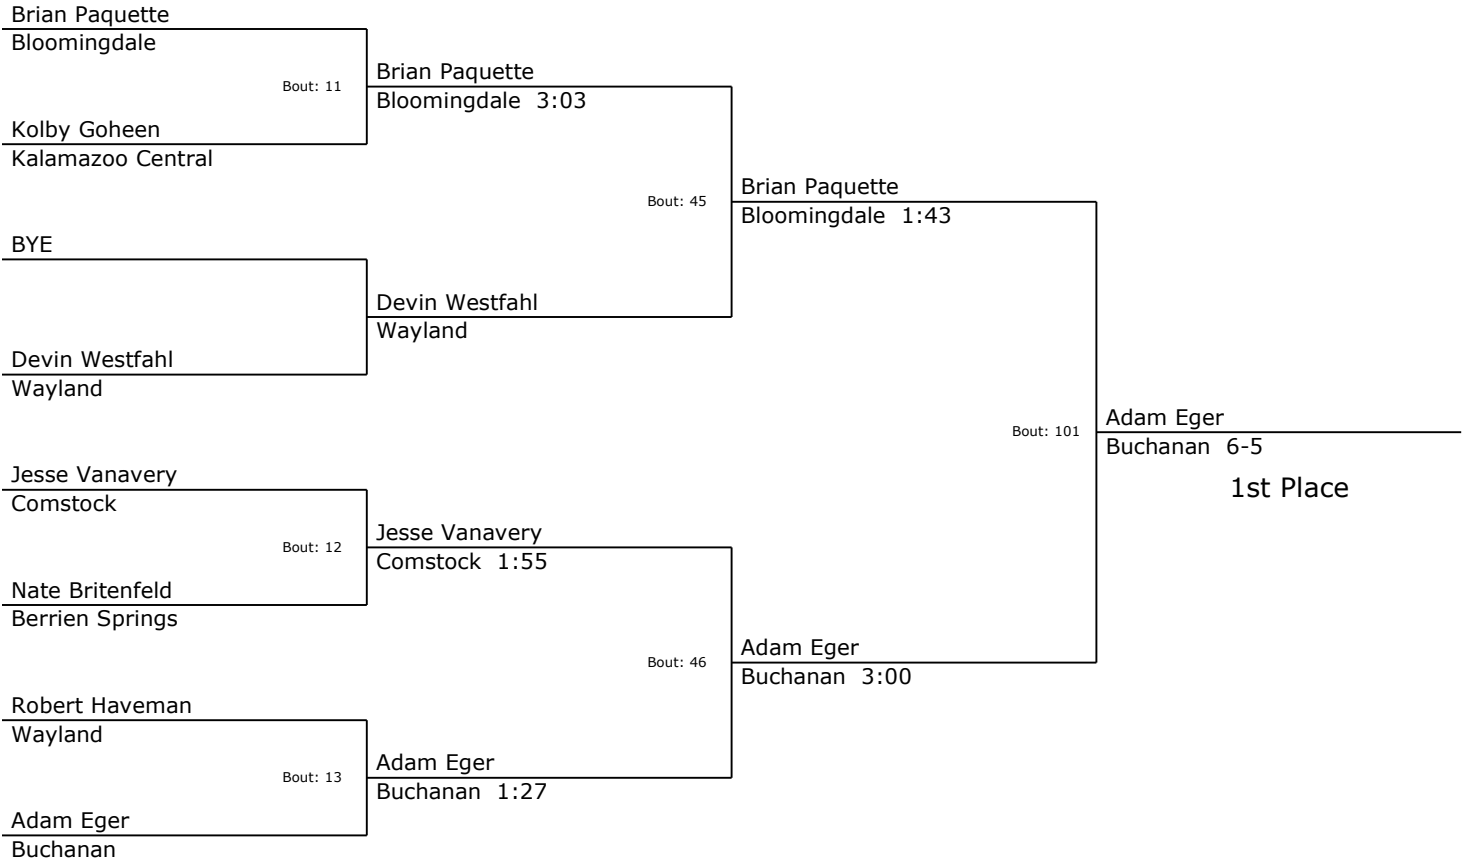 Brian Paquette
Bloomingdale
Bout: 11
Brian Paquette
Bloomingdale 3:03
Kolby Goheen
Kalamazoo Central
Bout: 45
Brian Paquette
Bloomingdale 1:43
BYE
Devin Westfahl
Wayland
Devin Westfahl
Wayland
Bout: 101
Adam Eger
Buchanan 6-5
1st Place
Jesse Vanavery
Comstock
Bout: 12
Jesse Vanavery
Comstock 1:55
Nate Britenfeld
Berrien Springs
Bout: 46
Adam Eger
Buchanan 3:00
Robert Haveman
Wayland
Bout: 13
Adam Eger
Buchanan 1:27
Adam Eger
Buchanan